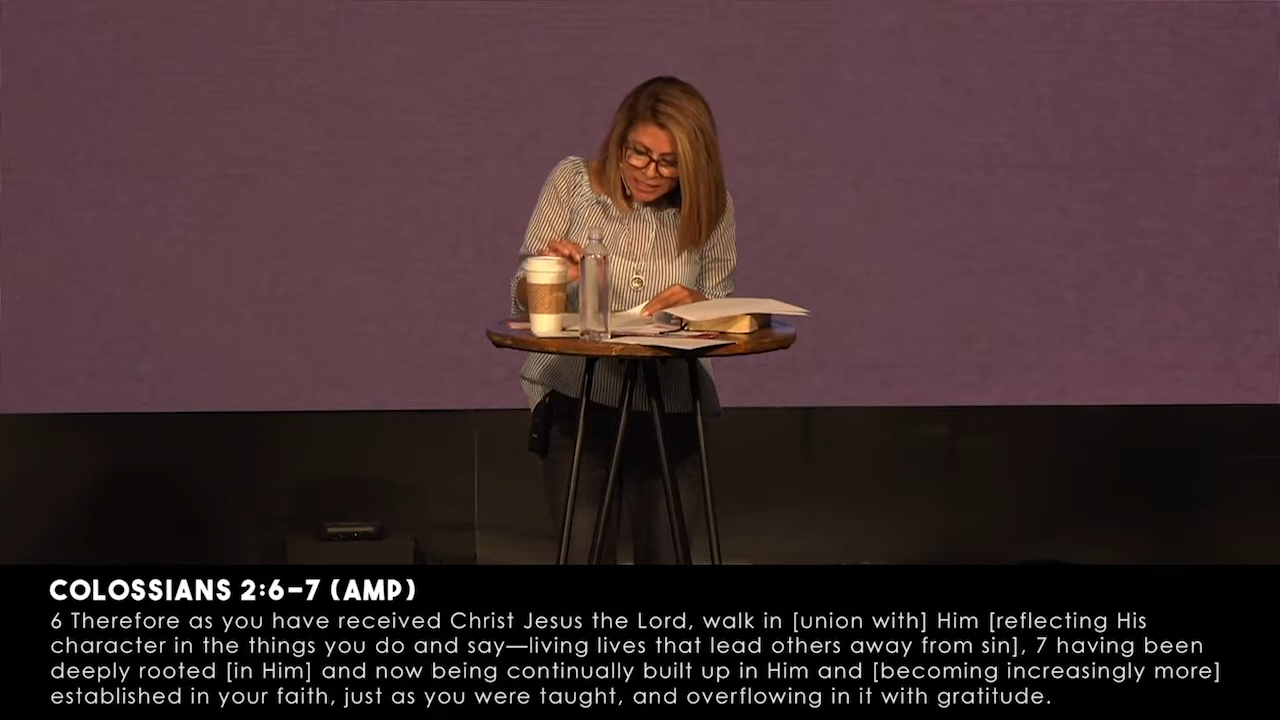 COLOSSIANS 2:6-7 (AMP)
6 Therefore as you have received Christ Jesus the Lord, walk in [union with] Him [reflecting His
character in the things you do and say—living lives that lead others away from sin], 7 having been
deeply rooted [in Him] and now being continually built up in Him and [becoming increasingly more]
established in your faith, just as you were taught, and overflowing in it with gratitude.